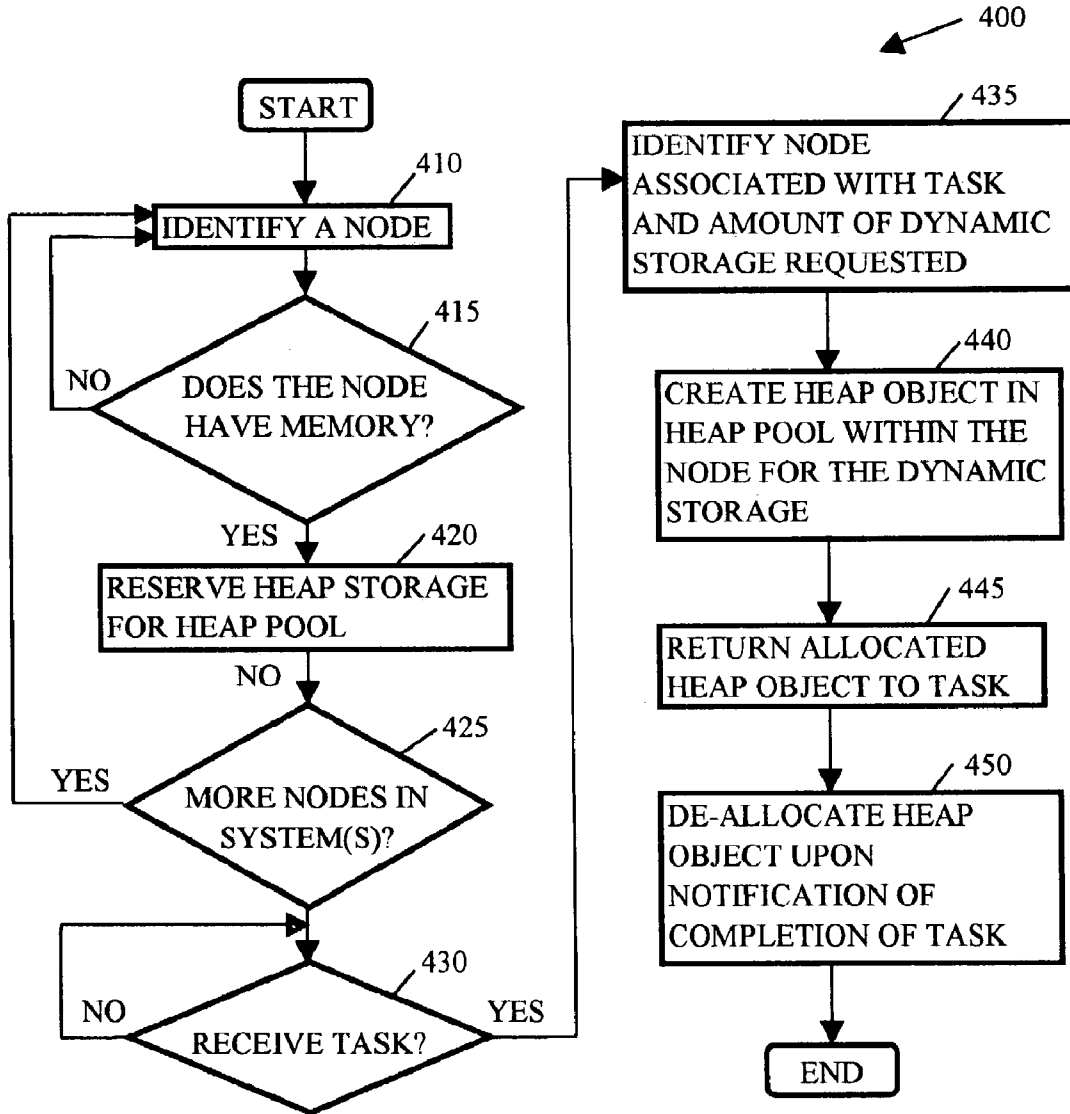 400
START
410
IDENTIFY A NODE
415
NO
DOES THE NODE
HAVE MEMORY?
YES
420
RESERVE HEAP STORAGE
FOR HEAP POOL
NO
425
YES
MORE NODES IN
SYSTEM(S)?
430
NO
YES
RECEIVE TASK?
435
IDENTIFY NODE
ASSOCIATED WITH TASK
AND AMOUNT OF DYNAMIC
STORAGE REQUESTED
440
CREATE HEAP OBJECT IN
HEAP POOL WITHIN THE
NODE FOR THE DYNAMIC
STORAGE
445
RETURN ALLOCATED
HEAP OBJECT TO TASK
450
DE-ALLOCATE HEAP
OBJECT UPON
NOTIFICATION OF
COMPLETION OF TASK
END